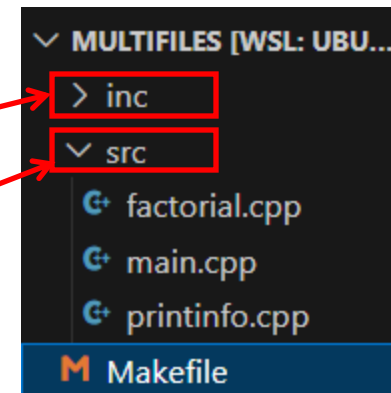 MULTIFILES [WSL: UBU...
inc
src
factorial.cpp
main.cpp
printinfo.cpp
M Makefile